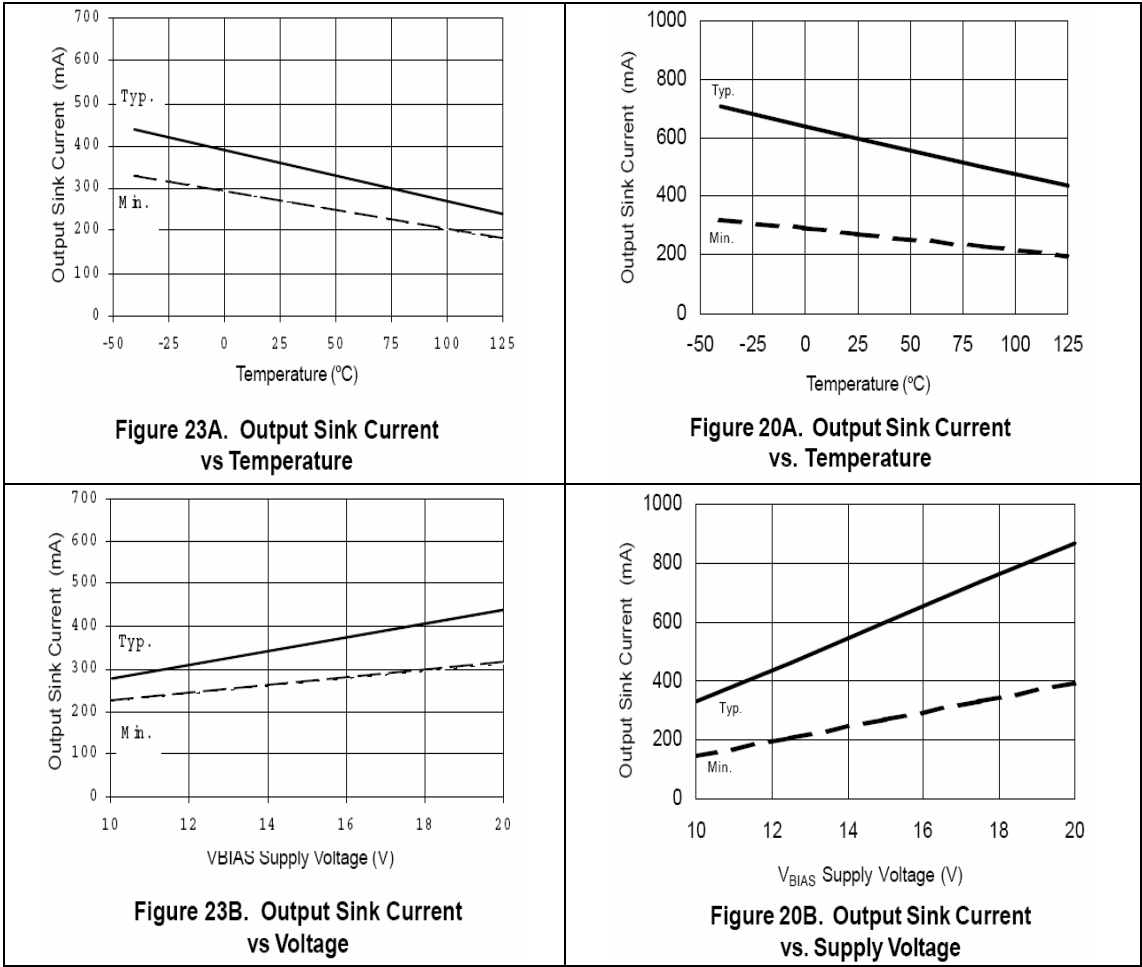 700
600
500
400
300
200
100
0
Output Sink Current (mA)
Typ.
Min.
-50 -25 0 25 50 75 100 125
Temperature (ºC)
Figure 23A. Output Sink Current
vs Temperature
1000
800
600
400
200
0
Output Sink Current (mA)
Typ.
Min.
-50 -25 0 25 50 75 100 125
Temperature (ºC)
Figure 20A. Output Sink Current
vs. Temperature
700
600
500
400
300
200
100
0
Output Sink Current (mA)
Typ.
Min.
10 12 14 16 18 20
VBIAS Supply Voltage (V)
Figure 23B. Output Sink Current
vs Voltage
1000
800
600
400
200
0
Output Sink Current (mA)
Typ.
Min.
10 12 14 16 18 20
VBIAS Supply Voltage (V)
Figure 20B. Output Sink Current
vs. Supply Voltage